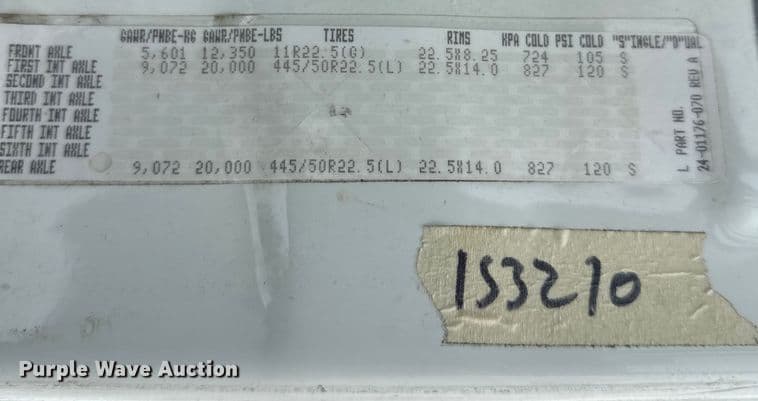 GAWR/PNBE-KG GAWR/PNBE-LBS TIRES RIMS KPA COLD PSI COLD "S"INGLE/"D"UAL
FRONT AXLE 5,601 12,350 11R22.5(G) 22.5X8.25 724 105 S
FIRST INT AXLE 9,072 20,000 445/50R22.5(L) 22.5X14.0 827 120 S
SECOND INT AXLE
THIRD INT AXLE
FOURTH INT AXLE
FIFTH INT AXLE
SIXTH INT AXLE
REAR AXLE 9,072 20,000 445/50R22.5(L) 22.5X14.0 827 120 S
L PART NO.
24-01176-070 REV A
153270
Purple Wave Auction